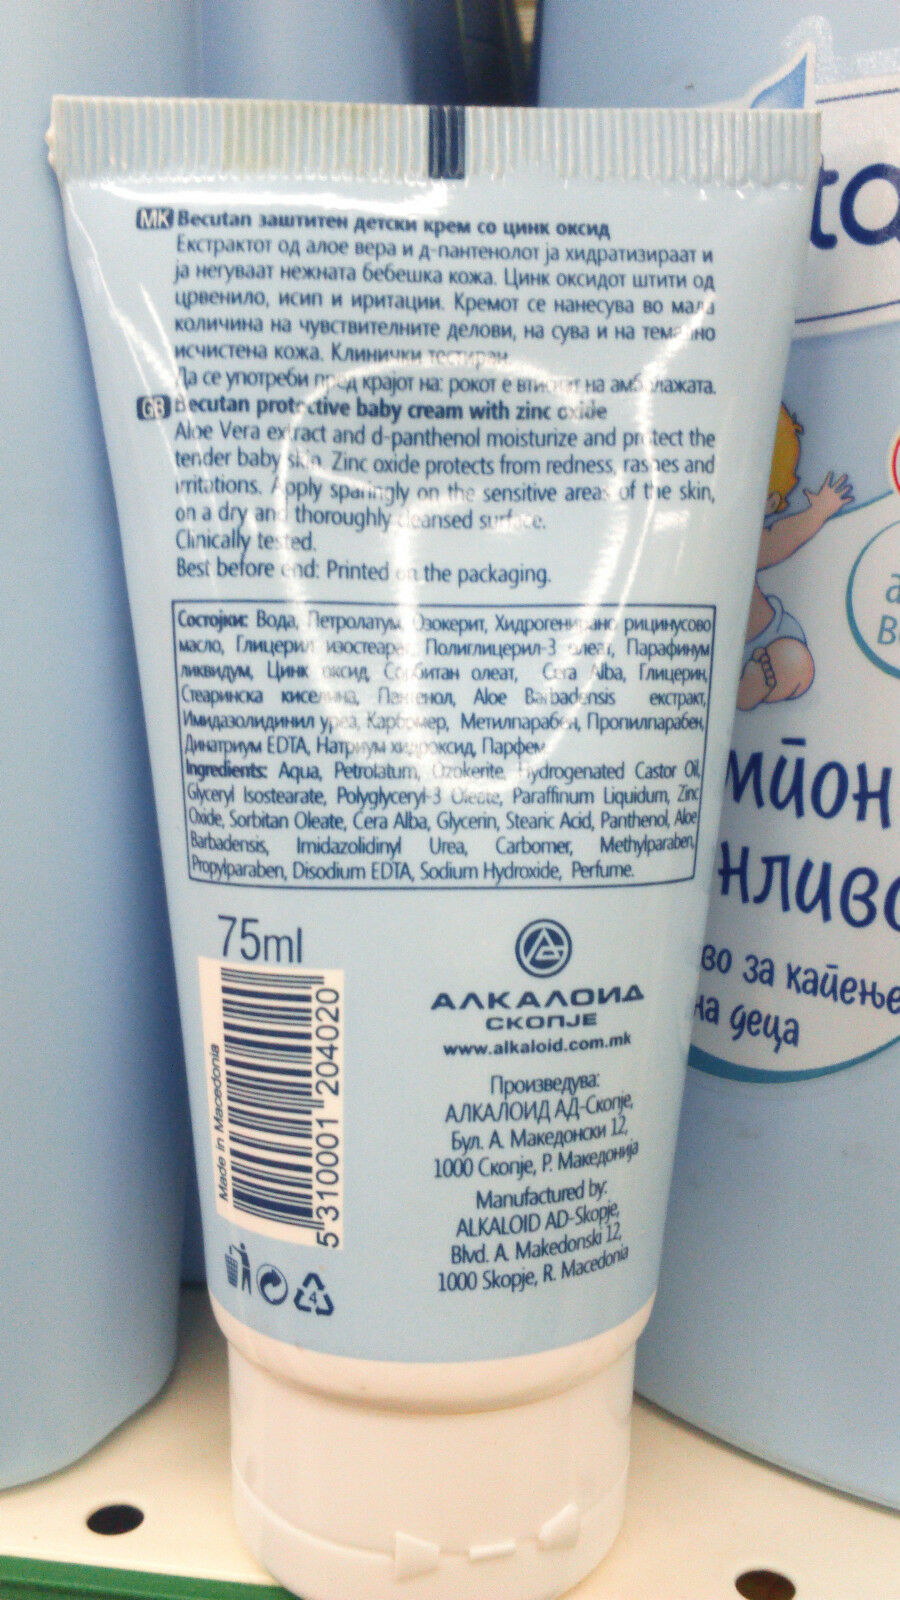 MK Becutan заштитен детски крем со цинк оксид
Екстрактот од алое вера и д-пантенолот ја хидратизираат и
ја негуваат нежната бебешка кожа. Цинк оксидот штити од
црвенило, исип и иритации. Кремот се нанесува во мала
количина на чувствителните делови, на сува и на темелно
исчистена кожа. Клинички тестиран.
Да се употреби пред крајот на: рокот е втиснат на амбалажата.
GB Becutan protective baby cream with zinc oxide
Aloe Vera extract and d-panthenol moisturize and protect the
tender baby skin. Zinc oxide protects from redness, rashes and
irritations. Apply sparingly on the sensitive areas of the skin,
on a dry and thoroughly cleansed surface.
Clinically tested.
Best before end: Printed on the packaging.
Состојки: Вода, Петролатум, Озокерит, Хидрогенирано рицинусово
масло, Глицерил изостеарат, Полиглицерил-3 олеат, Парафинум
ликвидум, Цинк оксид, Сорбитан олеат, Cera Alba, Глицерин,
Стеаринска киселина, Пантенол, Aloe Barbadensis екстракт,
Имидазолидинил уреа, Карбомер, Метилпарабен, Пропилпарабен,
Динатриум EDTA, Натриум хидроксид, Парфем.
Ingredients: Aqua, Petrolatum, Ozokerite, Hydrogenated Castor Oil,
Glyceryl Isostearate, Polyglyceryl-3 Oleate, Paraffinum Liquidum, Zinc
Oxide, Sorbitan Oleate, Cera Alba, Glycerin, Stearic Acid, Panthenol, Aloe
Barbadensis, Imidazolidinyl Urea, Carbomer, Methylparaben,
Propylparaben, Disodium EDTA, Sodium Hydroxide, Perfume.
75ml
Made in Macedonia
5 310001 204020
4
АЛКАЛОИД
СКОПЈЕ
www.alkaloid.com.mk
Произведува:
АЛКАЛОИД АД-Скопје,
Бул. А. Македонски 12,
1000 Скопје, Р. Македонија
Manufactured by:
ALKALOID AD-Skopje,
Blvd. A. Makedonski 12,
1000 Skopje, R. Macedonia
за капење
на деца